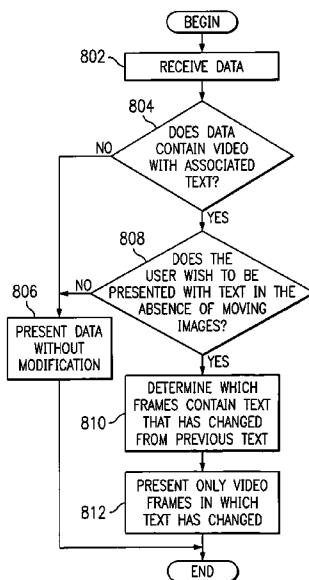 BEGIN
802
RECEIVE DATA
804
DOES DATA
CONTAIN VIDEO
WITH ASSOCIATED
TEXT?
NO
YES
808
DOES THE
USER WISH TO BE
PRESENTED WITH TEXT IN THE
ABSENCE OF MOVING
IMAGES?
NO
YES
806
PRESENT DATA
WITHOUT
MODIFICATION
810
DETERMINE WHICH
FRAMES CONTAIN TEXT
THAT HAS CHANGED
FROM PREVIOUS TEXT
812
PRESENT ONLY VIDEO
FRAMES IN WHICH
TEXT HAS CHANGED
END